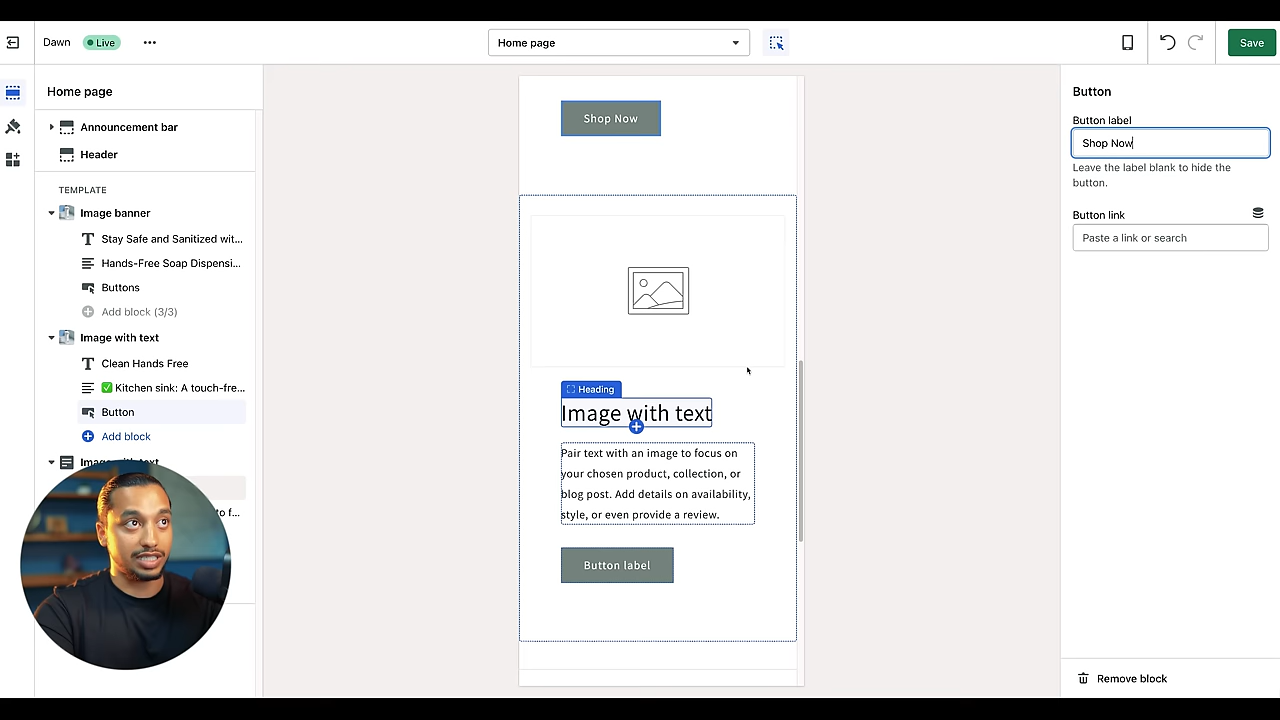 Dawn
Live
Home page
Save
Home page
Announcement bar
Header
TEMPLATE
Image banner
Stay Safe and Sanitized wit...
Hands-Free Soap Dispensi...
Buttons
Add block (3/3)
Image with text
Clean Hands Free
✅ Kitchen sink: A touch-fre...
Button
Add block
Image with text
to f...
Shop Now
Heading
Image with text
Pair text with an image to focus on
your chosen product, collection, or
blog post. Add details on availability,
style, or even provide a review.
Button label
Button
Button label
Shop Now
Leave the label blank to hide the
button.
Button link
Paste a link or search
Remove block